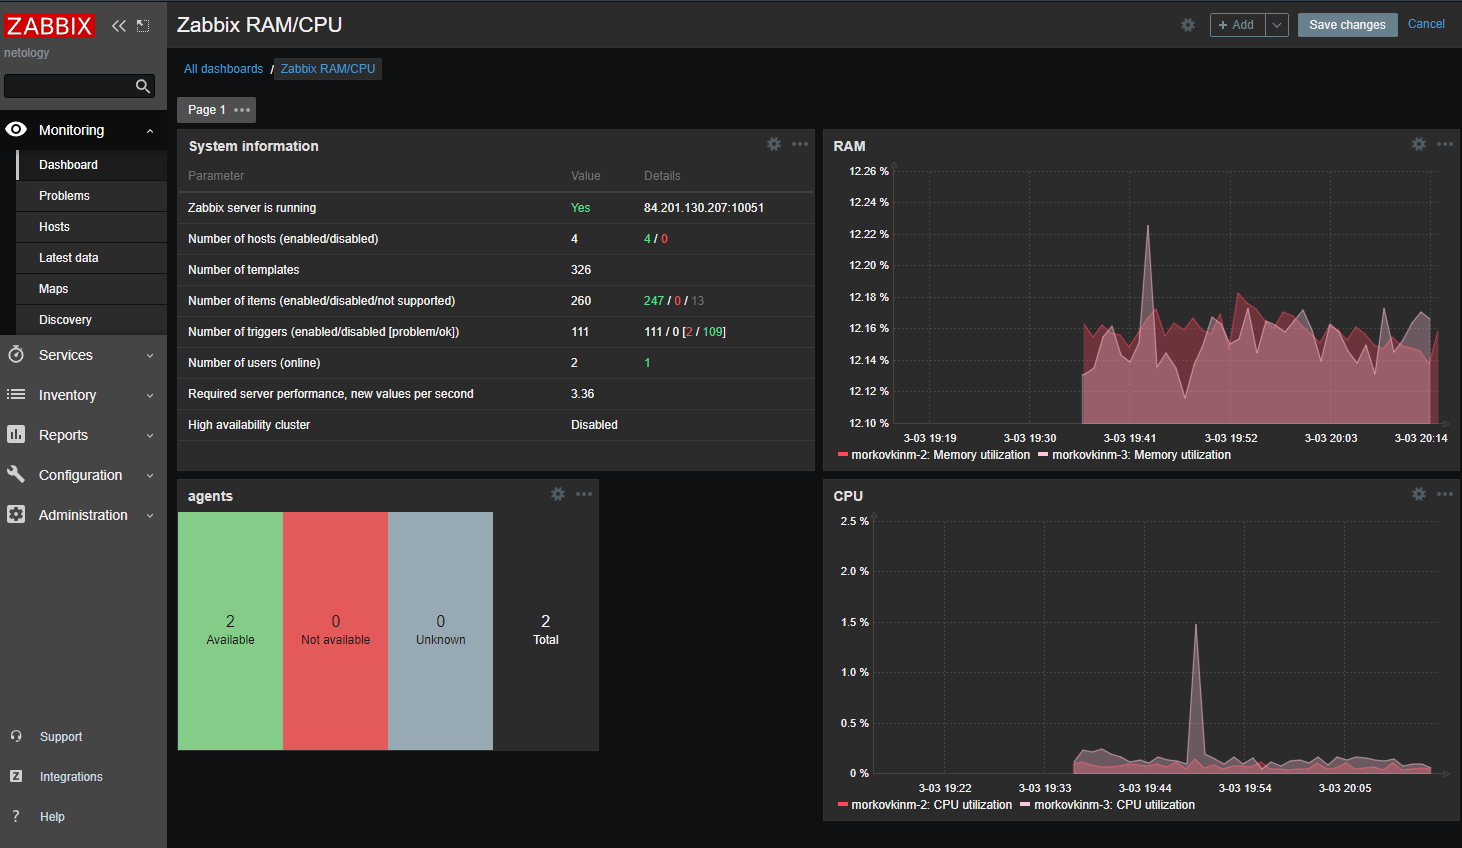 ZABBIX
netology
Monitoring
Dashboard
Problems
Hosts
Latest data
Maps
Discovery
Services
Inventory
Reports
Configuration
Administration
Support
Integrations
Help
Zabbix RAM/CPU
+ Add
Save changes
Cancel
All dashboards / Zabbix RAM/CPU
Page 1
System information
Parameter Value Details
Zabbix server is running Yes 84.201.130.207:10051
Number of hosts (enabled/disabled) 4 4 / 0
Number of templates 326
Number of items (enabled/disabled/not supported) 260 247 / 0 / 13
Number of triggers (enabled/disabled [problem/ok]) 111 111 / 0 [2 / 109]
Number of users (online) 2 1
Required server performance, new values per second 3.36
High availability cluster Disabled
RAM
12.26 %
12.24 %
12.22 %
12.20 %
12.18 %
12.16 %
12.14 %
12.12 %
12.10 %
3-03 19:19 3-03 19:30 3-03 19:41 3-03 19:52 3-03 20:03 3-03 20:14
morkovkinm-2: Memory utilization morkovkinm-3: Memory utilization
agents
2 0 0 2
Available Not available Unknown Total
CPU
2.5 %
2.0 %
1.5 %
1.0 %
0.5 %
0 %
3-03 19:22 3-03 19:33 3-03 19:44 3-03 19:54 3-03 20:05
morkovkinm-2: CPU utilization morkovkinm-3: CPU utilization